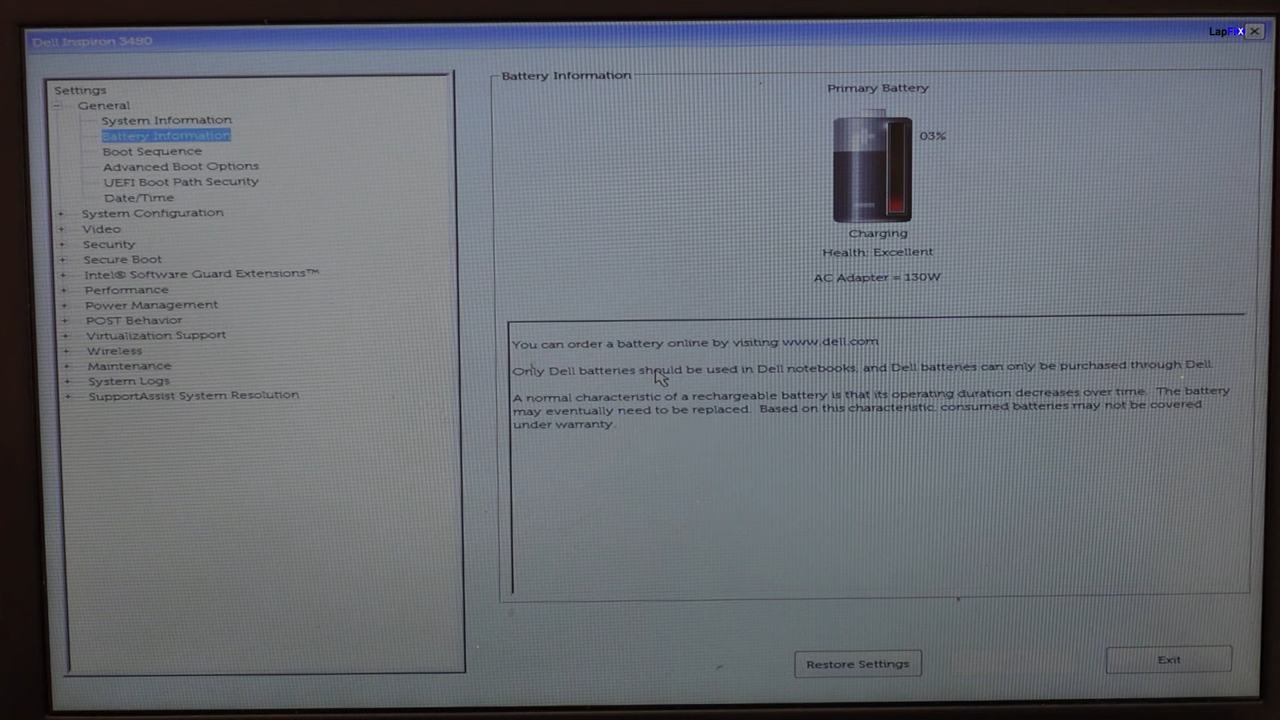 Dell Inspiron 3490
LapFiX
Settings
General
System Information
Battery Information
Boot Sequence
Advanced Boot Options
UEFI Boot Path Security
Date/Time
System Configuration
Video
Security
Secure Boot
Intel® Software Guard Extensions™
Performance
Power Management
POST Behavior
Virtualization Support
Wireless
Maintenance
System Logs
SupportAssist System Resolution
Battery Information
Primary Battery
03%
Charging
Health: Excellent
AC Adapter = 130W
You can order a battery online by visiting www.dell.com
Only Dell batteries should be used in Dell notebooks, and Dell batteries can only be purchased through Dell.
A normal characteristic of a rechargeable battery is that its operating duration decreases over time. The battery
may eventually need to be replaced. Based on this characteristic, consumed batteries may not be covered
under warranty.
Restore Settings
Exit